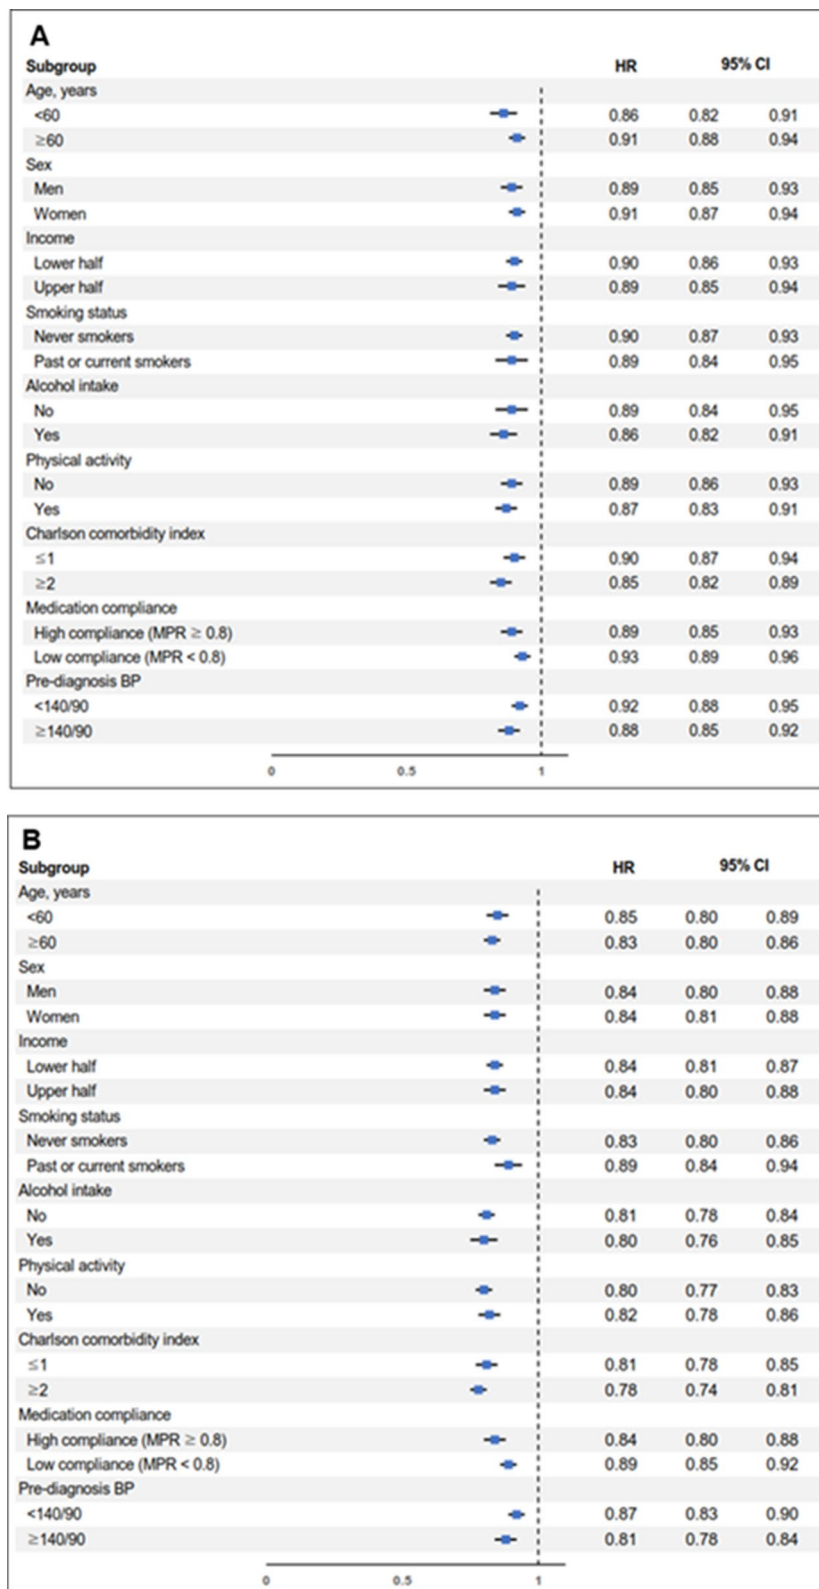 A
Subgroup HR 95% CI
Age, years
<60 0.86 0.82 0.91
≥60 0.91 0.88 0.94
Sex
Men 0.89 0.85 0.93
Women 0.91 0.87 0.94
Income
Lower half 0.90 0.86 0.93
Upper half 0.89 0.85 0.94
Smoking status
Never smokers 0.90 0.87 0.93
Past or current smokers 0.89 0.84 0.95
Alcohol intake
No 0.89 0.84 0.95
Yes 0.86 0.82 0.91
Physical activity
No 0.89 0.86 0.93
Yes 0.87 0.83 0.91
Charlson comorbidity index
≤1 0.90 0.87 0.94
≥2 0.85 0.82 0.89
Medication compliance
High compliance (MPR ≥ 0.8) 0.89 0.85 0.93
Low compliance (MPR < 0.8) 0.93 0.89 0.96
Pre-diagnosis BP
<140/90 0.92 0.88 0.95
≥140/90 0.88 0.85 0.92
0 0.5 1
B
Subgroup HR 95% CI
Age, years
<60 0.85 0.80 0.89
≥60 0.83 0.80 0.86
Sex
Men 0.84 0.80 0.88
Women 0.84 0.81 0.88
Income
Lower half 0.84 0.81 0.87
Upper half 0.84 0.80 0.88
Smoking status
Never smokers 0.83 0.80 0.86
Past or current smokers 0.89 0.84 0.94
Alcohol intake
No 0.81 0.78 0.84
Yes 0.80 0.76 0.85
Physical activity
No 0.80 0.77 0.83
Yes 0.82 0.78 0.86
Charlson comorbidity index
≤1 0.81 0.78 0.85
≥2 0.78 0.74 0.81
Medication compliance
High compliance (MPR ≥ 0.8) 0.84 0.80 0.88
Low compliance (MPR < 0.8) 0.89 0.85 0.92
Pre-diagnosis BP
<140/90 0.87 0.83 0.90
≥140/90 0.81 0.78 0.84
0 0.5 1